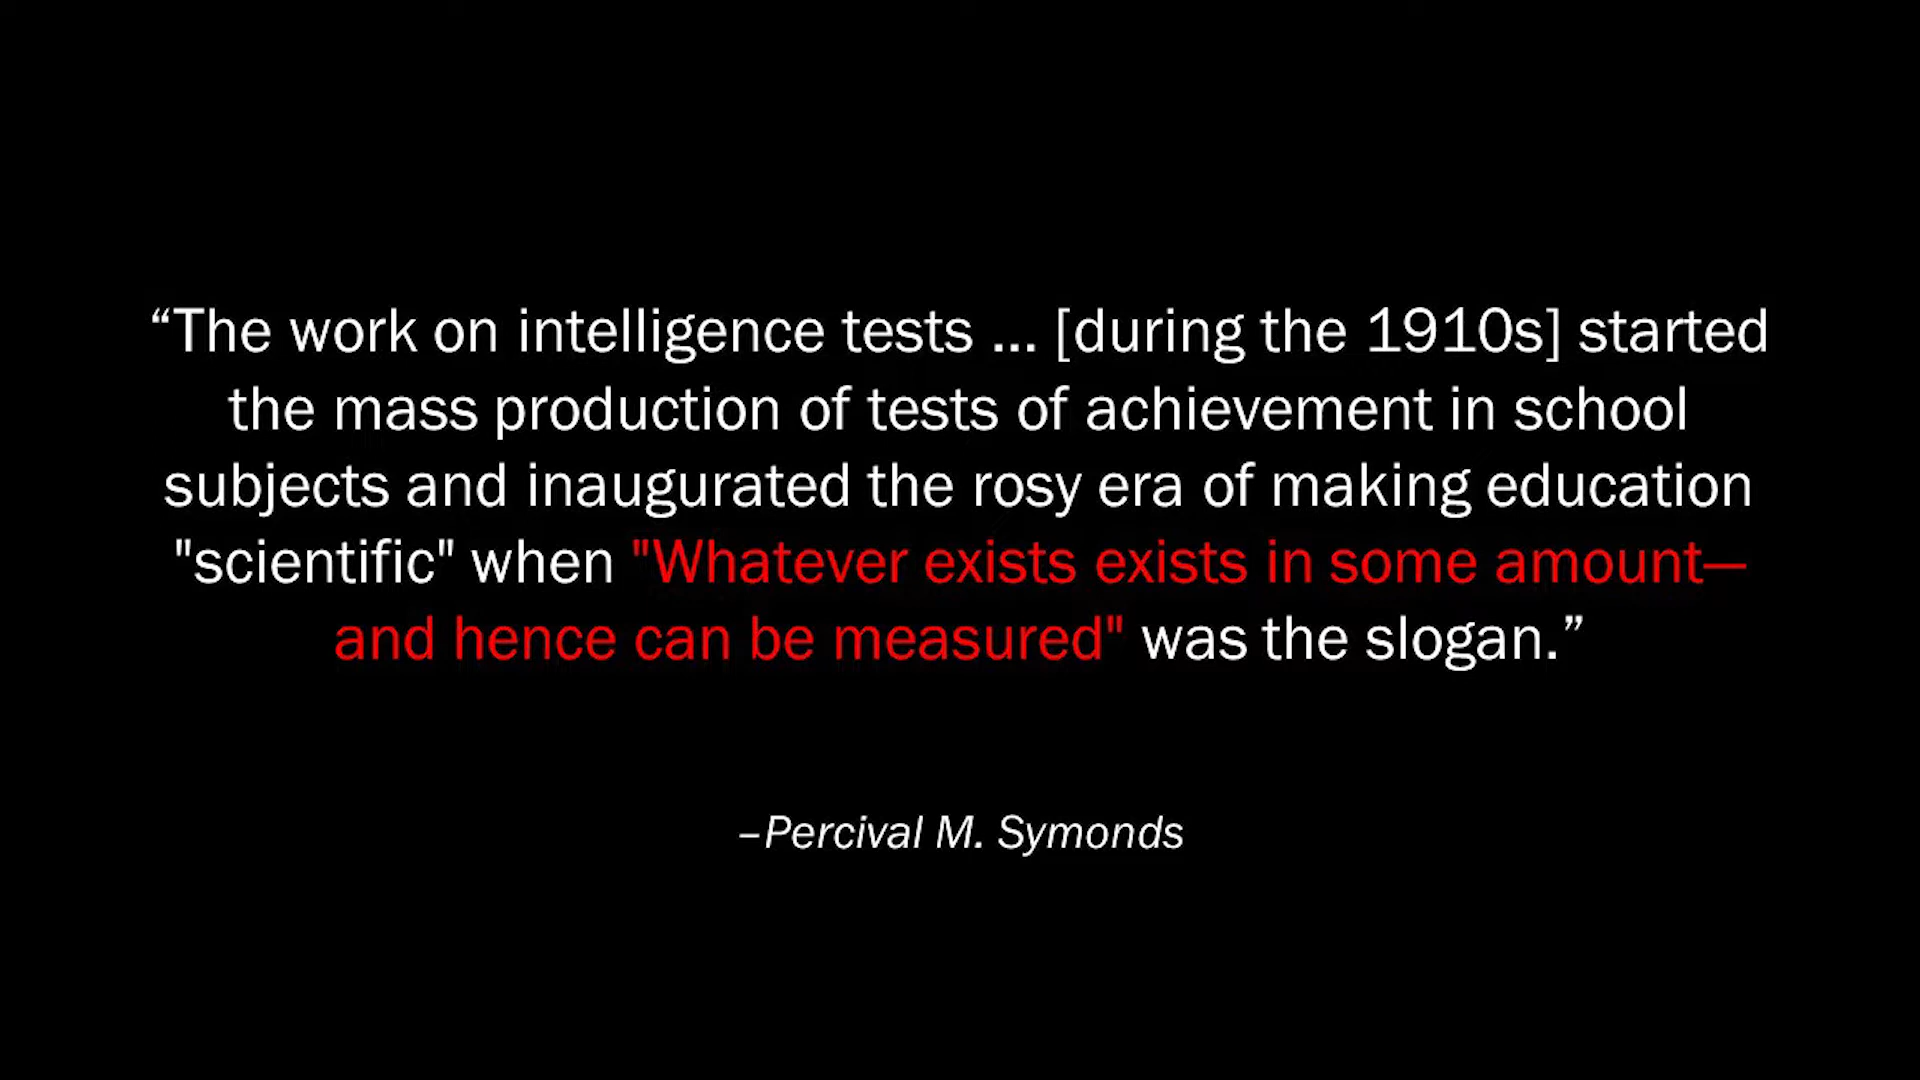 “The work on intelligence tests ... [during the 1910s] started
the mass production of tests of achievement in school
subjects and inaugurated the rosy era of making education
"scientific" when "Whatever exists exists in some amount—
and hence can be measured" was the slogan.”
–Percival M. Symonds